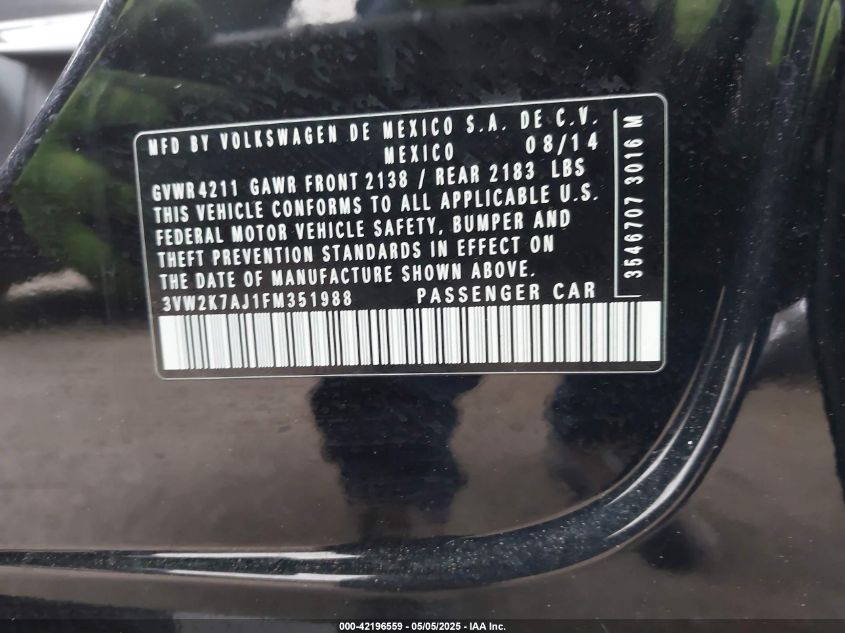 MFD BY VOLKSWAGEN DE MEXICO S.A. DE C.V.
MEXICO 08/14
GVWR 4211 GAWR FRONT 2138 / REAR 2183 LBS
THIS VEHICLE CONFORMS TO ALL APPLICABLE U.S.
FEDERAL MOTOR VEHICLE SAFETY, BUMPER AND
THEFT PREVENTION STANDARDS IN EFFECT ON
THE DATE OF MANUFACTURE SHOWN ABOVE.
3VW2K7AJ1FM351988 PASSENGER CAR
3546707 3016 M
000-42196559 - 05/05/2025 - IAA Inc.